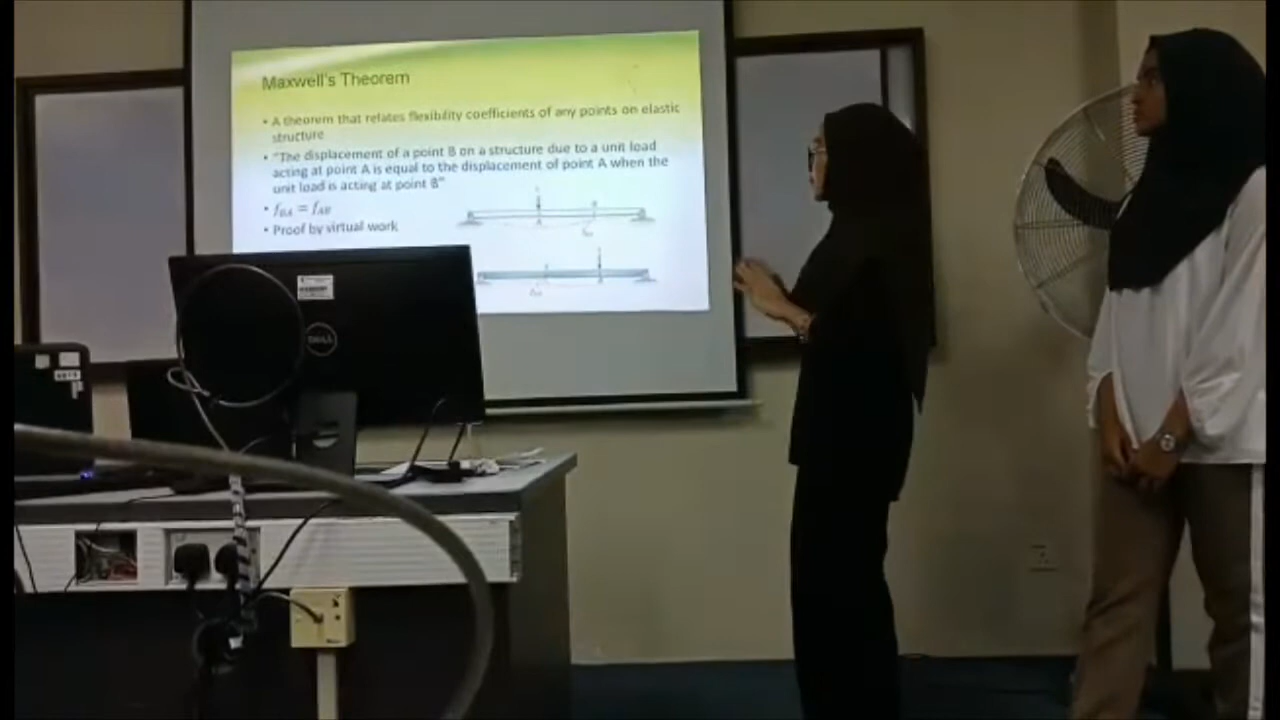 Maxwell's Theorem
• A theorem that relates flexibility coefficients of any points on elastic
structure
• "The displacement of a point B on a structure due to a unit load
acting at point A is equal to the displacement of point A when the
unit load is acting at point B"
• f_BA = f_AB
• Proof by virtual work
DELL